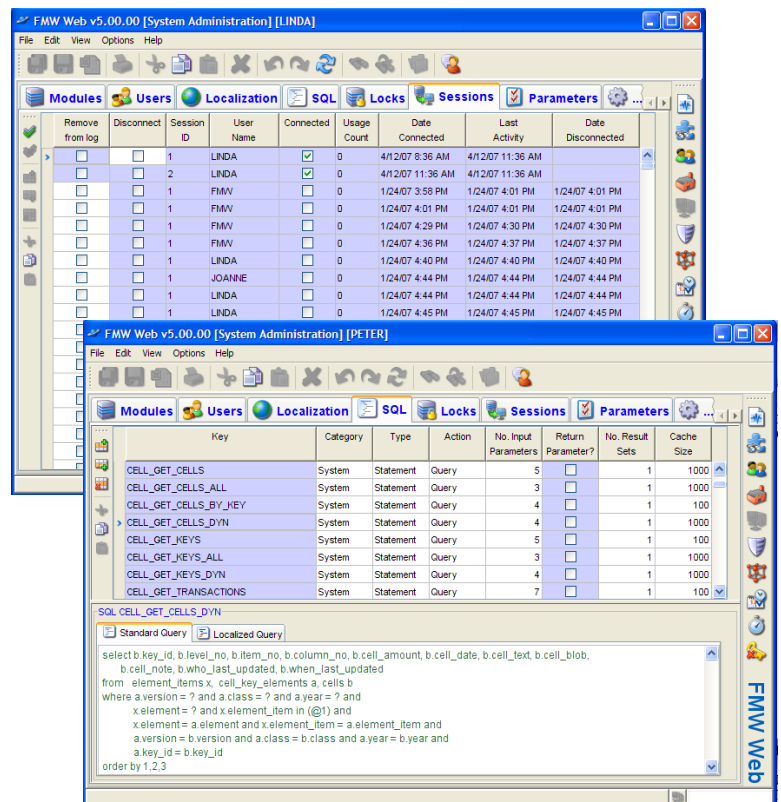 FMW Web v5.00.00 [System Administration] [LINDA]
File Edit View Options Help
Modules Users Localization SQL Locks Sessions Parameters ...
Remove from log Disconnect Session ID User Name Connected Usage Count Date Connected Last Activity Date Disconnected
1 LINDA 0 4/12/07 8:36 AM 4/12/07 11:36 AM
2 LINDA 0 4/12/07 11:36 AM 4/12/07 11:36 AM
1 FMW 0 1/24/07 3:58 PM 1/24/07 4:01 PM 1/24/07 4:01 PM
1 FMW 0 1/24/07 4:01 PM 1/24/07 4:01 PM 1/24/07 4:01 PM
1 FMW 0 1/24/07 4:29 PM 1/24/07 4:30 PM 1/24/07 4:30 PM
1 FMW 0 1/24/07 4:36 PM 1/24/07 4:37 PM 1/24/07 4:37 PM
1 LINDA 0 1/24/07 4:40 PM 1/24/07 4:40 PM 1/24/07 4:40 PM
1 JOANNE 0 1/24/07 4:44 PM 1/24/07 4:44 PM 1/24/07 4:44 PM
1 LINDA 0 1/24/07 4:44 PM 1/24/07 4:44 PM 1/24/07 4:44 PM
1 LINDA 0 1/24/07 4:45 PM 1/24/07 4:45 PM 1/24/07 4:45 PM
FMW Web v5.00.00 [System Administration] [PETER]
File Edit View Options Help
Modules Users Localization SQL Locks Sessions Parameters ...
Key Category Type Action No. Input Parameters Return Parameter? No. Result Sets Cache Size
CELL_GET_CELLS System Statement Query 5 1 1000
CELL_GET_CELLS_ALL System Statement Query 3 1 1000
CELL_GET_CELLS_BY_KEY System Statement Query 4 1 100
CELL_GET_CELLS_DYN System Statement Query 4 1 1000
CELL_GET_KEYS System Statement Query 5 1 100
CELL_GET_KEYS_ALL System Statement Query 3 1 1000
CELL_GET_KEYS_DYN System Statement Query 4 1 1000
CELL_GET_TRANSACTIONS System Statement Query 7 1 100
SQL CELL_GET_CELLS_DYN
Standard Query Localized Query
select b.key_id, b.level_no, b.item_no, b.column_no, b.cell_amount, b.cell_date, b.cell_text, b.cell_blob,
b.cell_note, b.who_last_updated, b.when_last_updated
from element_items x, cell_key_elements a, cells b
where a.version = ? and a.class = ? and a.year = ? and
x.element = ? and x.element_item in (@1) and
x.element = a.element and x.element_item = a.element_item and
a.version = b.version and a.class = b.class and a.year = b.year and
a.key_id = b.key_id
order by 1,2,3
FMW Web